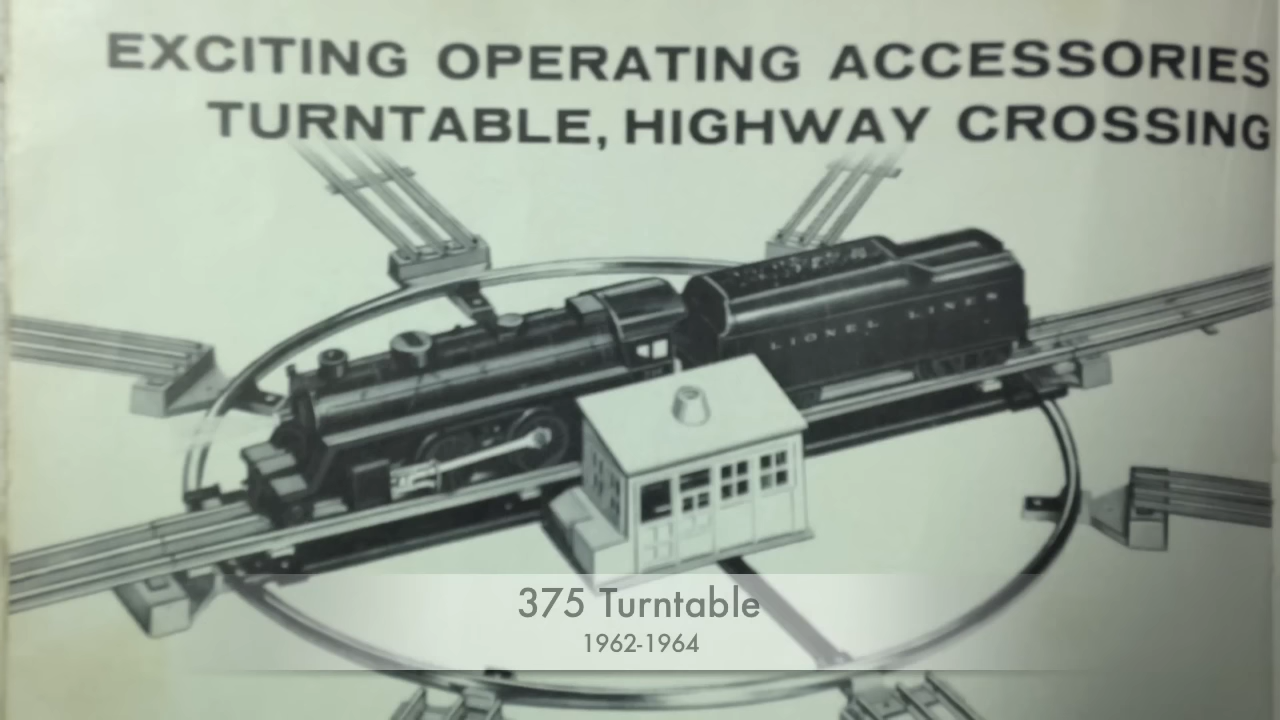 EXCITING OPERATING ACCESSORIES
TURNTABLE, HIGHWAY CROSSING
LIONEL LINES
375 Turntable
1962-1964